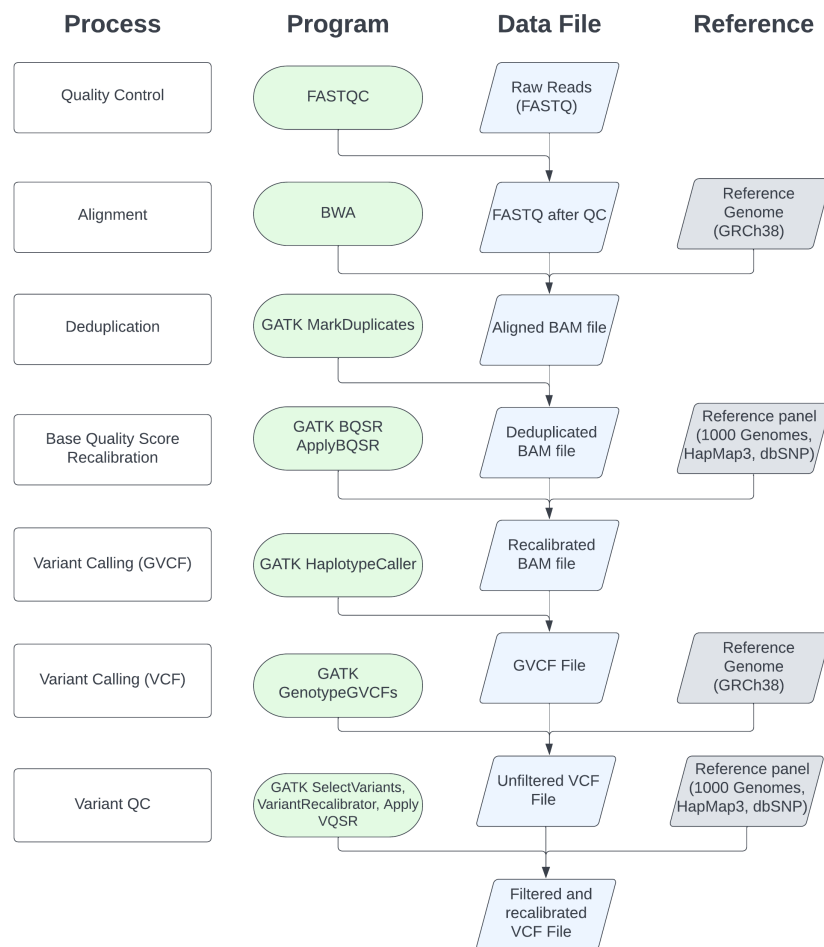 Process
Program
Data File
Reference
Quality Control
FASTQC
Raw Reads
(FASTQ)
Alignment
BWA
FASTQ after QC
Reference
Genome
(GRCh38)
Deduplication
GATK MarkDuplicates
Aligned BAM file
Base Quality Score
Recalibration
GATK BQSR
ApplyBQSR
Deduplicated
BAM file
Reference panel
(1000 Genomes,
HapMap3, dbSNP)
Variant Calling (GVCF)
GATK HaplotypeCaller
Recalibrated
BAM file
Variant Calling (VCF)
GATK
GenotypeGVCFs
GVCF File
Reference
Genome
(GRCh38)
Variant QC
GATK SelectVariants,
VariantRecalibrator, Apply
VQSR
Unfiltered VCF
File
Reference panel
(1000 Genomes,
HapMap3, dbSNP)
Filtered and
recalibrated
VCF File